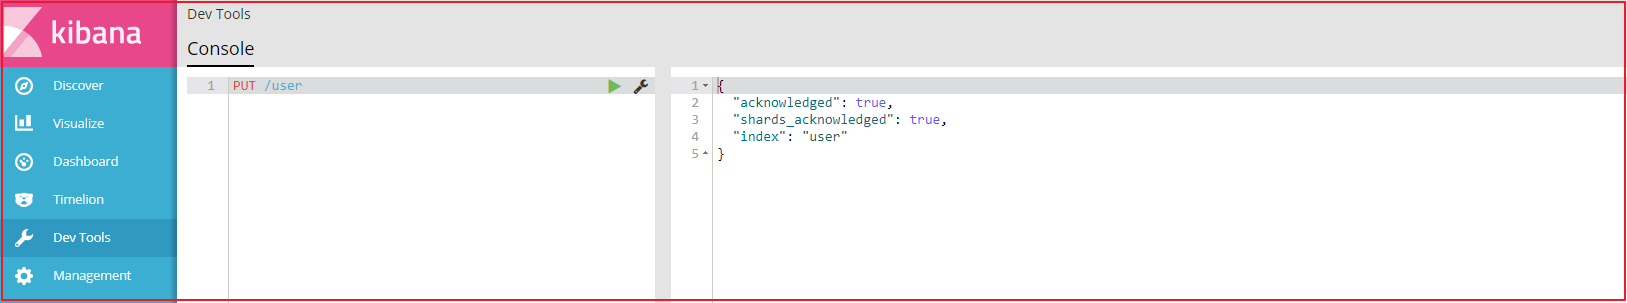 kibana
Discover
Visualize
Dashboard
Timelion
Dev Tools
Management
Dev Tools
Console
1 PUT /user
1 {
2 "acknowledged": true,
3 "shards_acknowledged": true,
4 "index": "user"
5 }